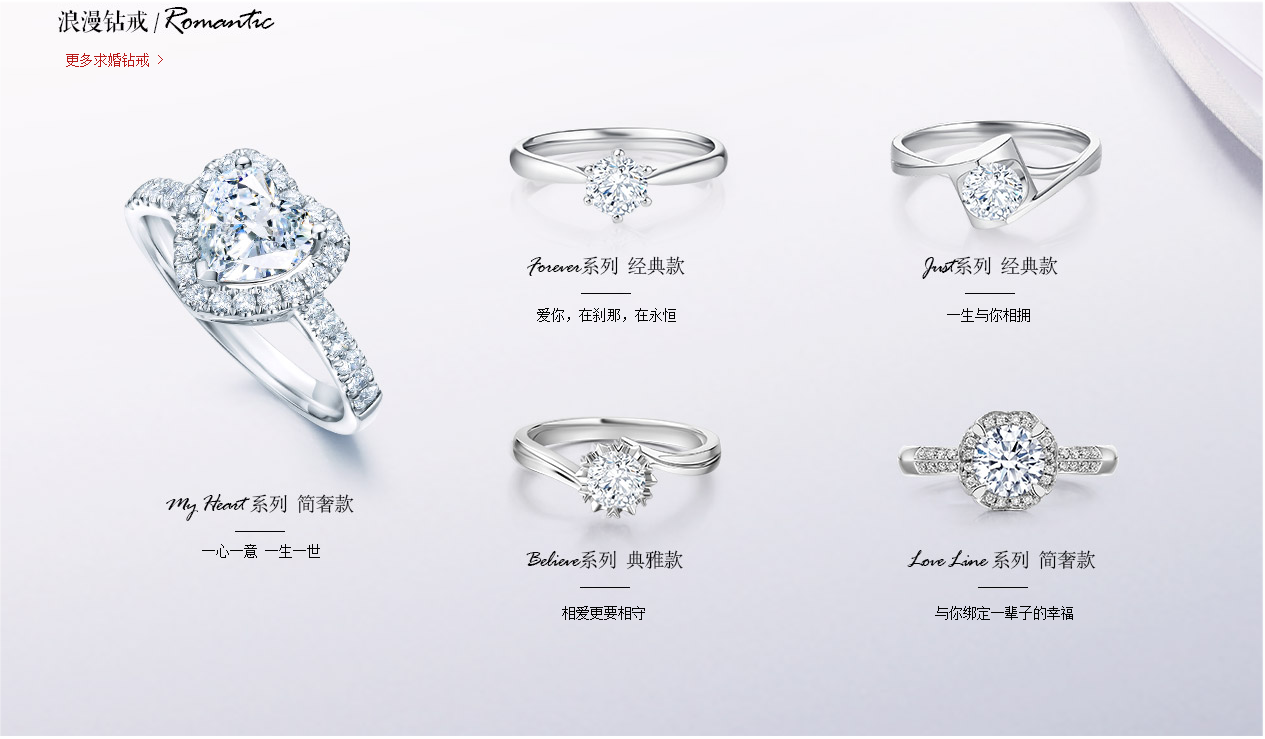 浪漫钻戒 / Romantic
更多求婚钻戒 >
Forever系列 经典款
爱你，在刹那，在永恒
Just系列 经典款
一生与你相拥
My Heart 系列 简奢款
一心一意 一生一世
Believe系列 典雅款
相爱更要相守
Love Line 系列 简奢款
与你绑定一辈子的幸福